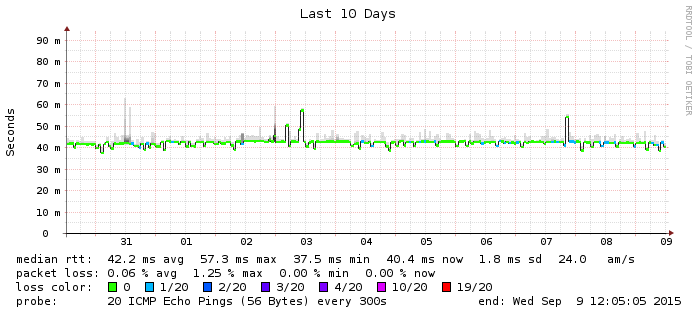 Last 10 Days
RRDTOOL / TOBI OETIKER
Seconds
90 m
80 m
70 m
60 m
50 m
40 m
30 m
20 m
10 m
0
31 01 02 03 04 05 06 07 08 09
median rtt: 42.2 ms avg 57.3 ms max 37.5 ms min 40.4 ms now 1.8 ms sd 24.0 am/s
packet loss: 0.06 % avg 1.25 % max 0.00 % min 0.00 % now
loss color: 0 1/20 2/20 3/20 4/20 10/20 19/20
probe: 20 ICMP Echo Pings (56 Bytes) every 300s end: Wed Sep 9 12:05:05 2015